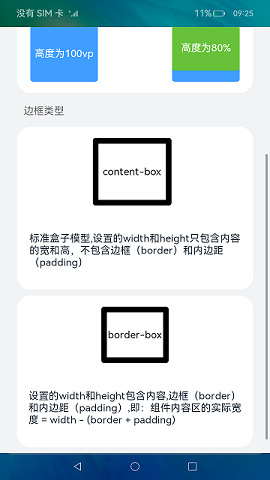 没有 SIM 卡
11%
09:25
高度为100vp
高度为80%
边框类型
content-box
标准盒子模型,设置的width和height只包含内容
的宽和高，不包含边框（border）和内边距
（padding）
border-box
设置的width和height包含内容,边框（border）
和内边距（padding）,即：组件内容区的实际宽
度 = width - (border + padding)